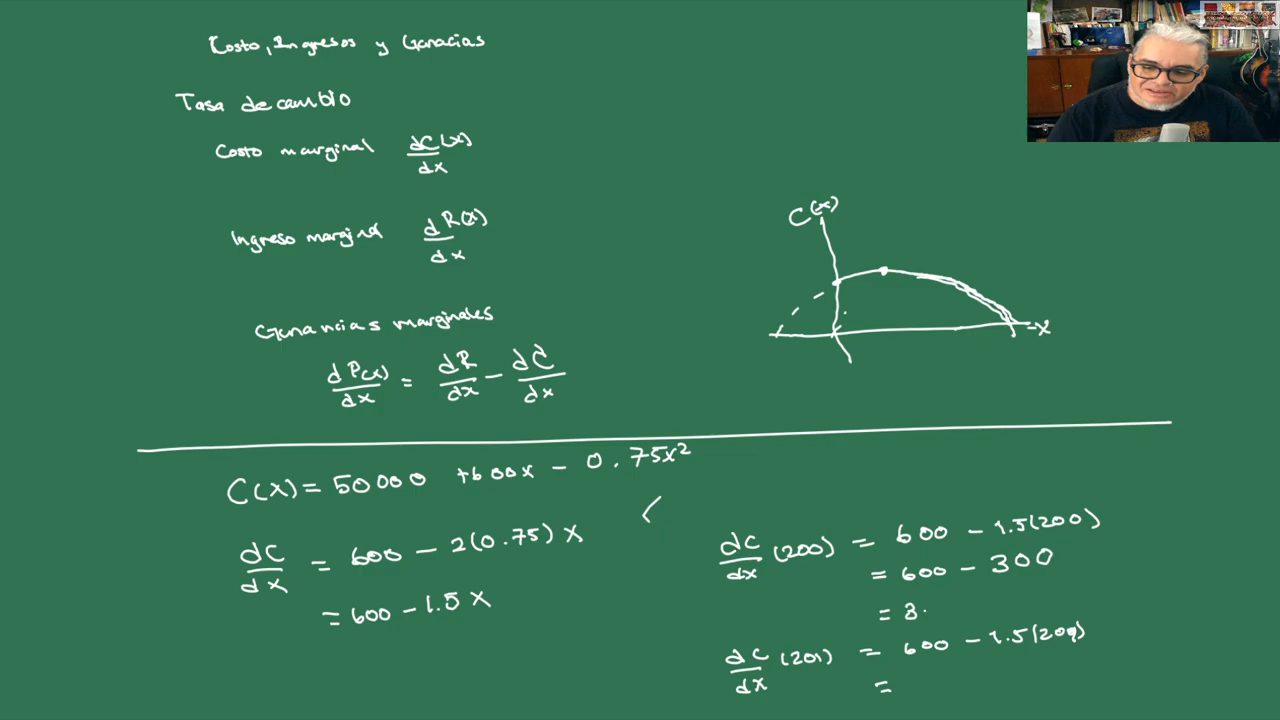 Costo, Ingresos y Ganacias
Tasa de cambio
Costo marginal dC(x)/dx
Ingreso marginal dR(x)/dx
Ganancias marginales
dP(x)/dx = dR/dx - dC/dx
C(x)
x
C(x) = 50000 + 600x - 0.75x²
dC/dx = 600 - 2(0.75)x
= 600 - 1.5x
dC/dx (200) = 600 - 1.5(200)
= 600 - 300
= 3.
dC/dx (201) = 600 - 1.5(201)
=